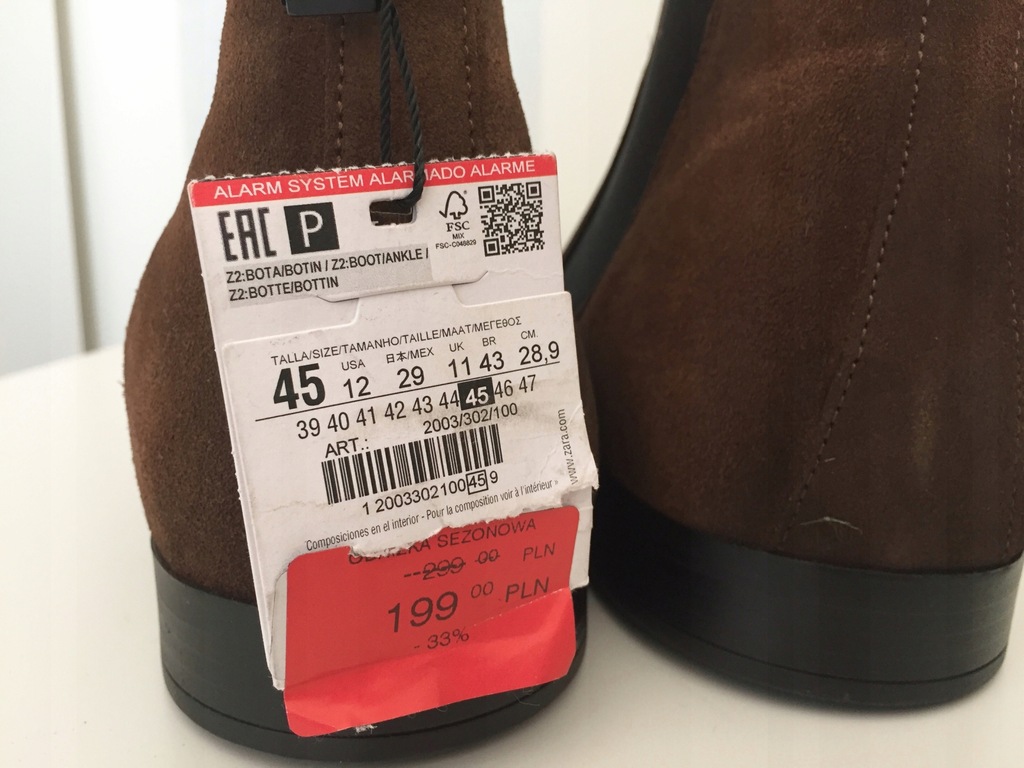 ALARM SYSTEM ALARMADO ALARME
EAC P
FSC
MIX
FSC-C048829
Z2:BOTA/BOTIN / Z2:BOOT/ANKLE /
Z2:BOTTE/BOTTIN
TALLA/SIZE/TAMANHO/TAILLE/MAAT/ΜΕΓΕΘΟΣ
USA 日本/MEX UK BR CM.
45 12 29 11 43 28,9
39 40 41 42 43 44 45 46 47
ART.: 2003/302/100
1 2003302100 45 9
www.zara.com
Composiciones en el interior - Pour la composition voir à l'intérieur »
SEZONOWA
--299 00 PLN
199 00 PLN
- 33%